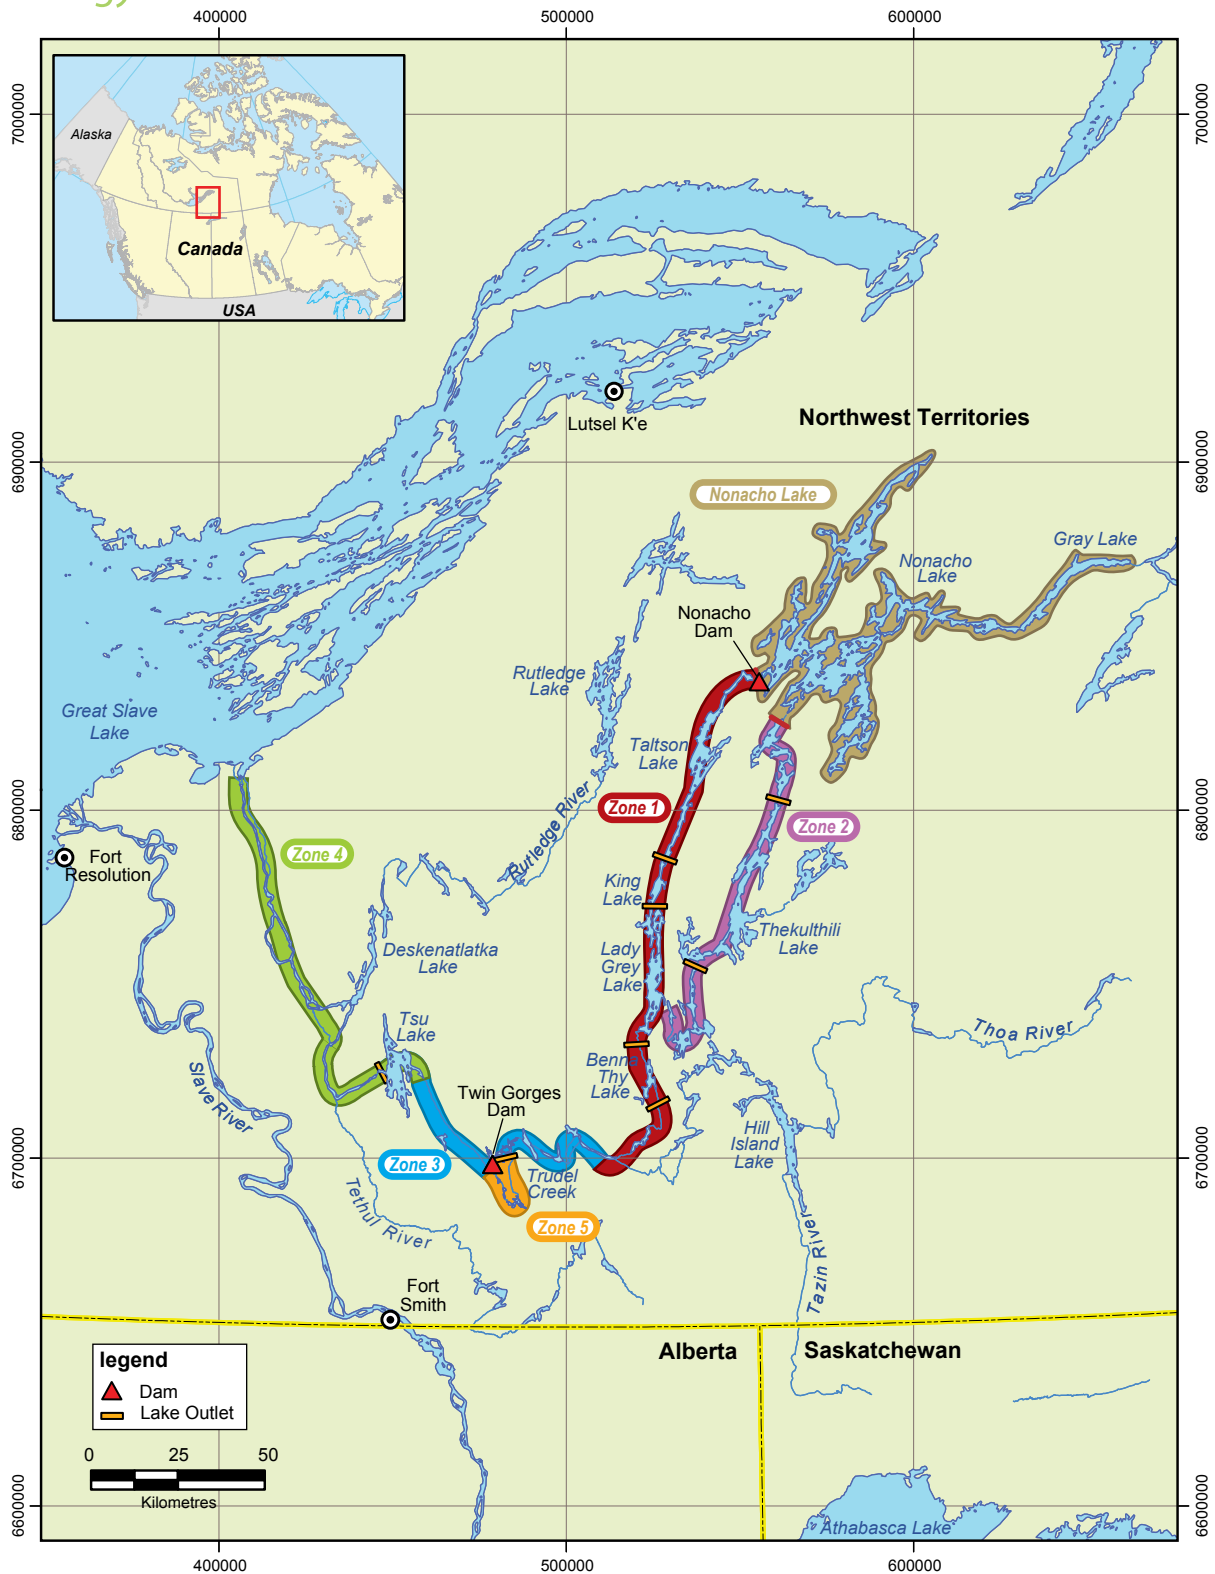 400000
500000
600000
7000000
7000000
Alaska
Canada
USA
Lutsel K'e
Northwest Territories
6900000
6900000
Nonacho Lake
Gray Lake
Nonacho
Lake
Nonacho
Dam
Rutledge
Lake
Great Slave
Lake
Taltson
Lake
Zone 1
6800000
6800000
Zone 2
Rutledge River
Zone 4
Fort
Resolution
King
Lake
Thekulthili
Lake
Deskenatlatka
Lake
Lady
Grey
Lake
Tsu
Lake
Thoa River
Slave River
Benna
Thy
Lake
Twin Gorges
Dam
Hill
Island
Lake
6700000
6700000
Zone 3
Trudel
Creek
Tethul River
Zone 5
Tazin River
Fort
Smith
Alberta
Saskatchewan
legend
Dam
Lake Outlet
0 25 50
Kilometres
6600000
6600000
Athabasca Lake
400000
500000
600000